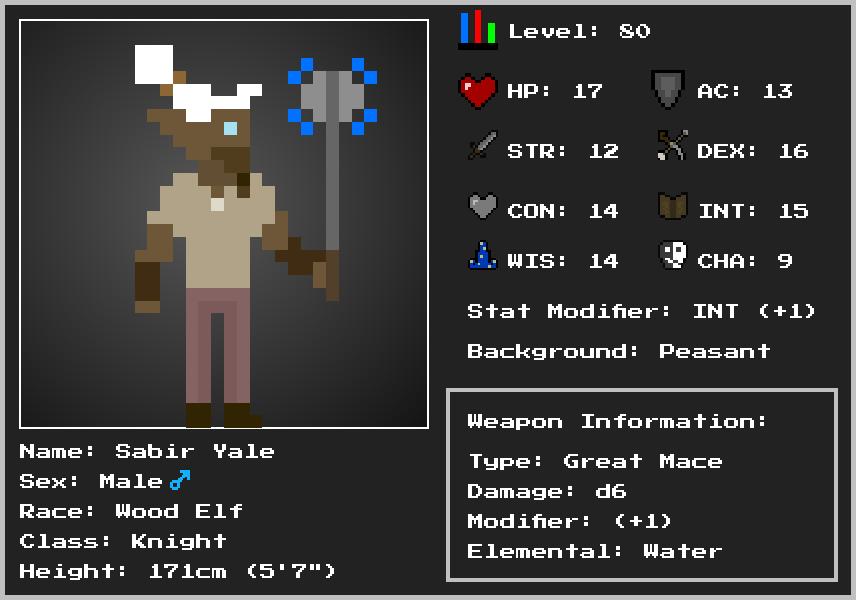 Level: 80
HP: 17 AC: 13
STR: 12 DEX: 16
CON: 14 INT: 15
WIS: 14 CHA: 9
Stat Modifier: INT (+1)
Background: Peasant
Weapon Information:
Type: Great Mace
Damage: d6
Modifier: (+1)
Elemental: Water
Name: Sabir Yale
Sex: Male ♂
Race: Wood Elf
Class: Knight
Height: 171cm (5'7")